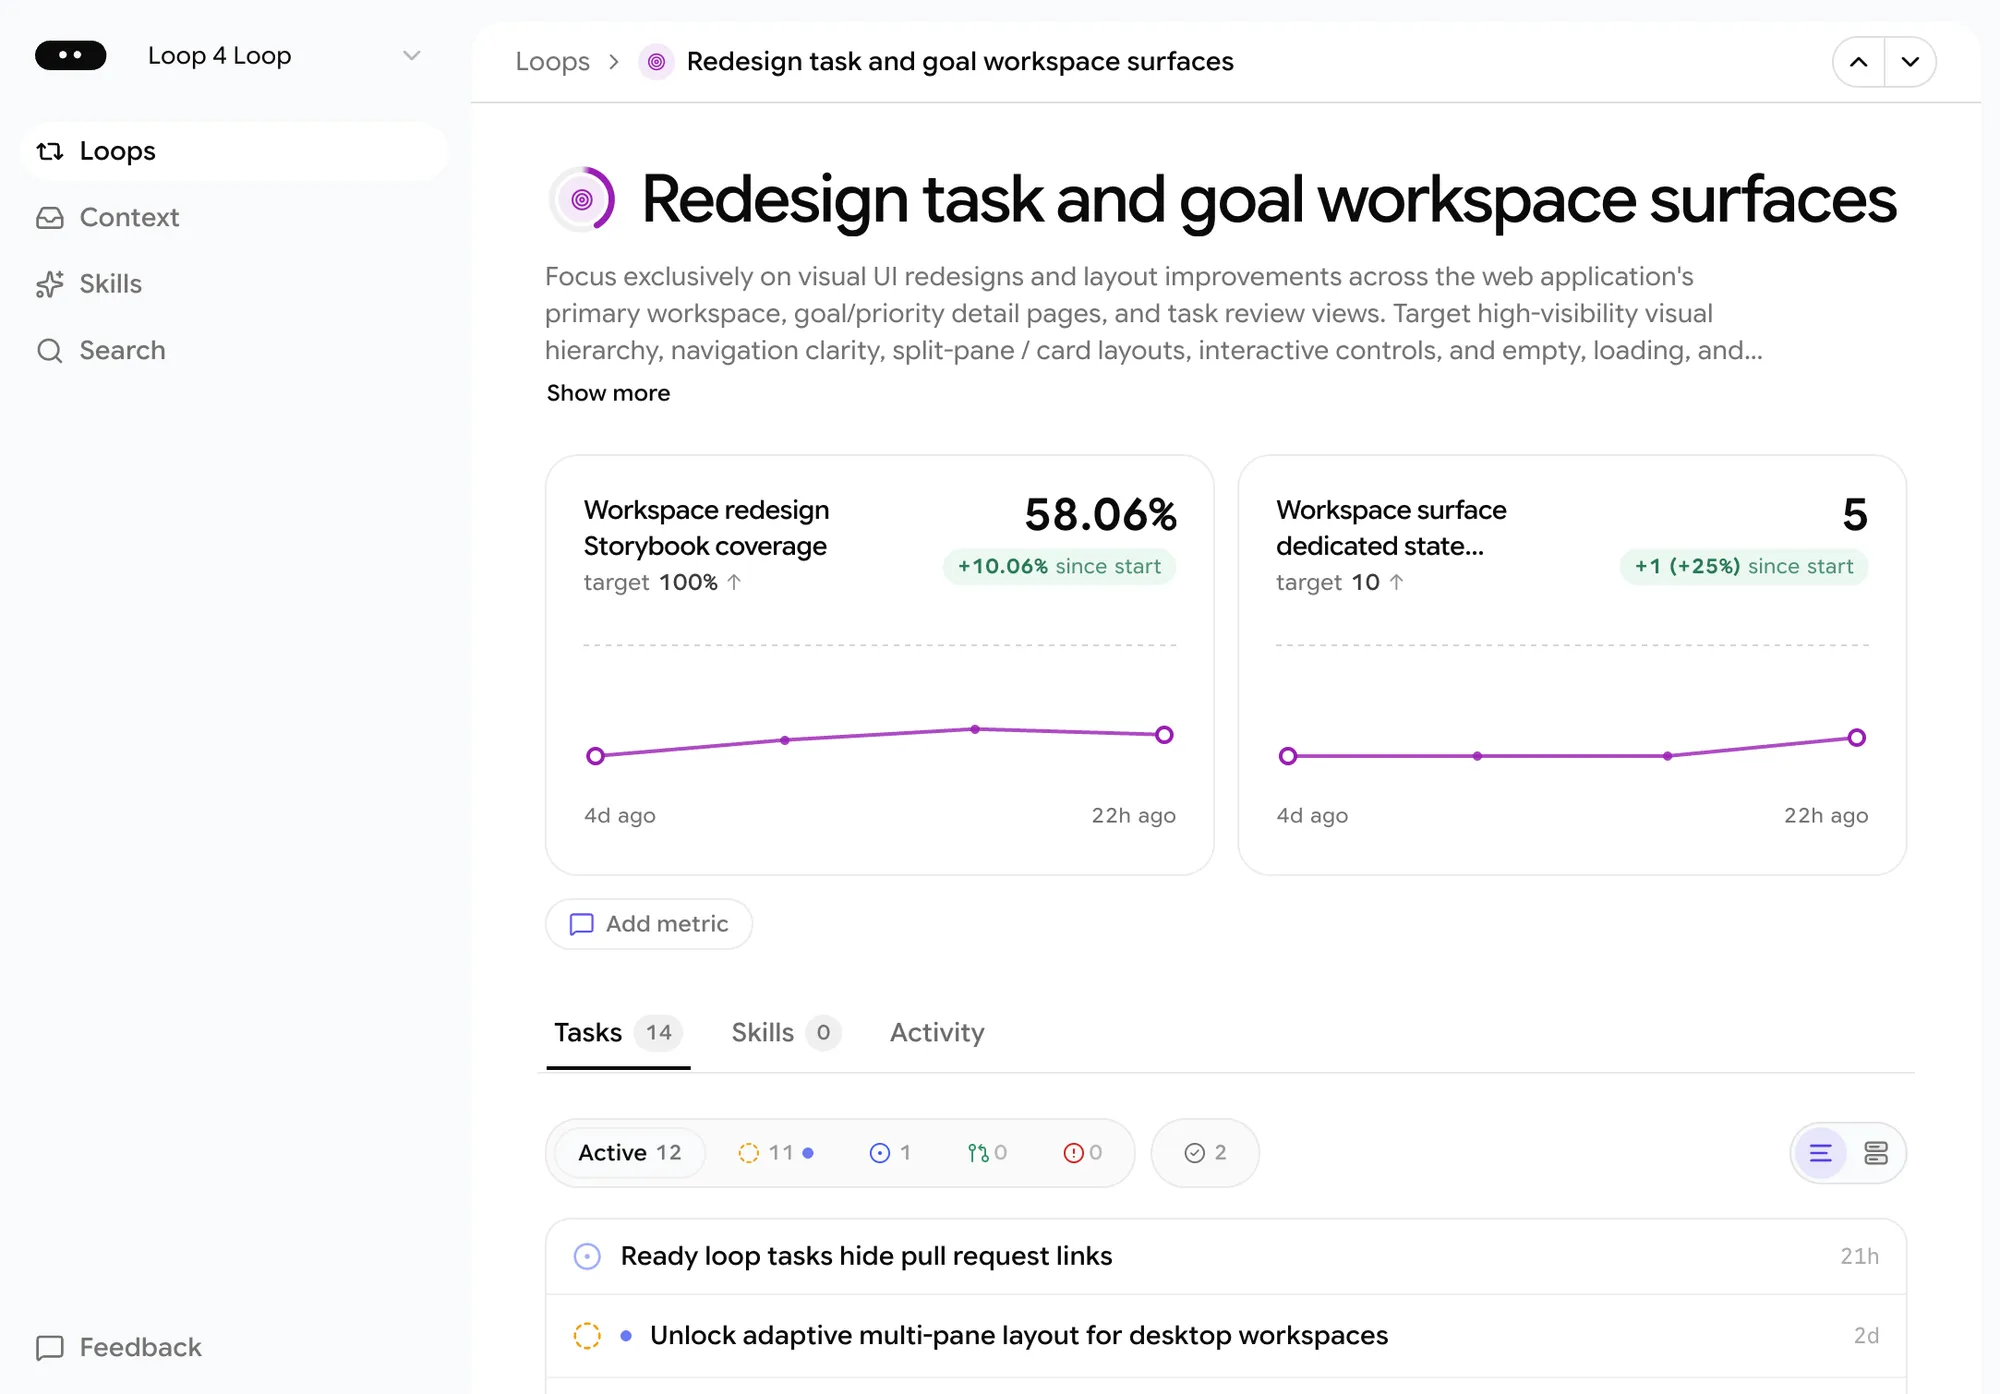 Loop 4 Loop
Loops
Context
Skills
Search
Feedback
Loops > Redesign task and goal workspace surfaces
Redesign task and goal workspace surfaces
Focus exclusively on visual UI redesigns and layout improvements across the web application's
primary workspace, goal/priority detail pages, and task review views. Target high-visibility visual
hierarchy, navigation clarity, split-pane / card layouts, interactive controls, and empty, loading, and...
Show more
Workspace redesign
Storybook coverage
target 100% ↑
58.06%
+10.06% since start
4d ago
22h ago
Workspace surface
dedicated state...
target 10 ↑
5
+1 (+25%) since start
4d ago
22h ago
Add metric
Tasks 14
Skills 0
Activity
Active 12
11
1
0
0
2
Ready loop tasks hide pull request links 21h
Unlock adaptive multi-pane layout for desktop workspaces 2d